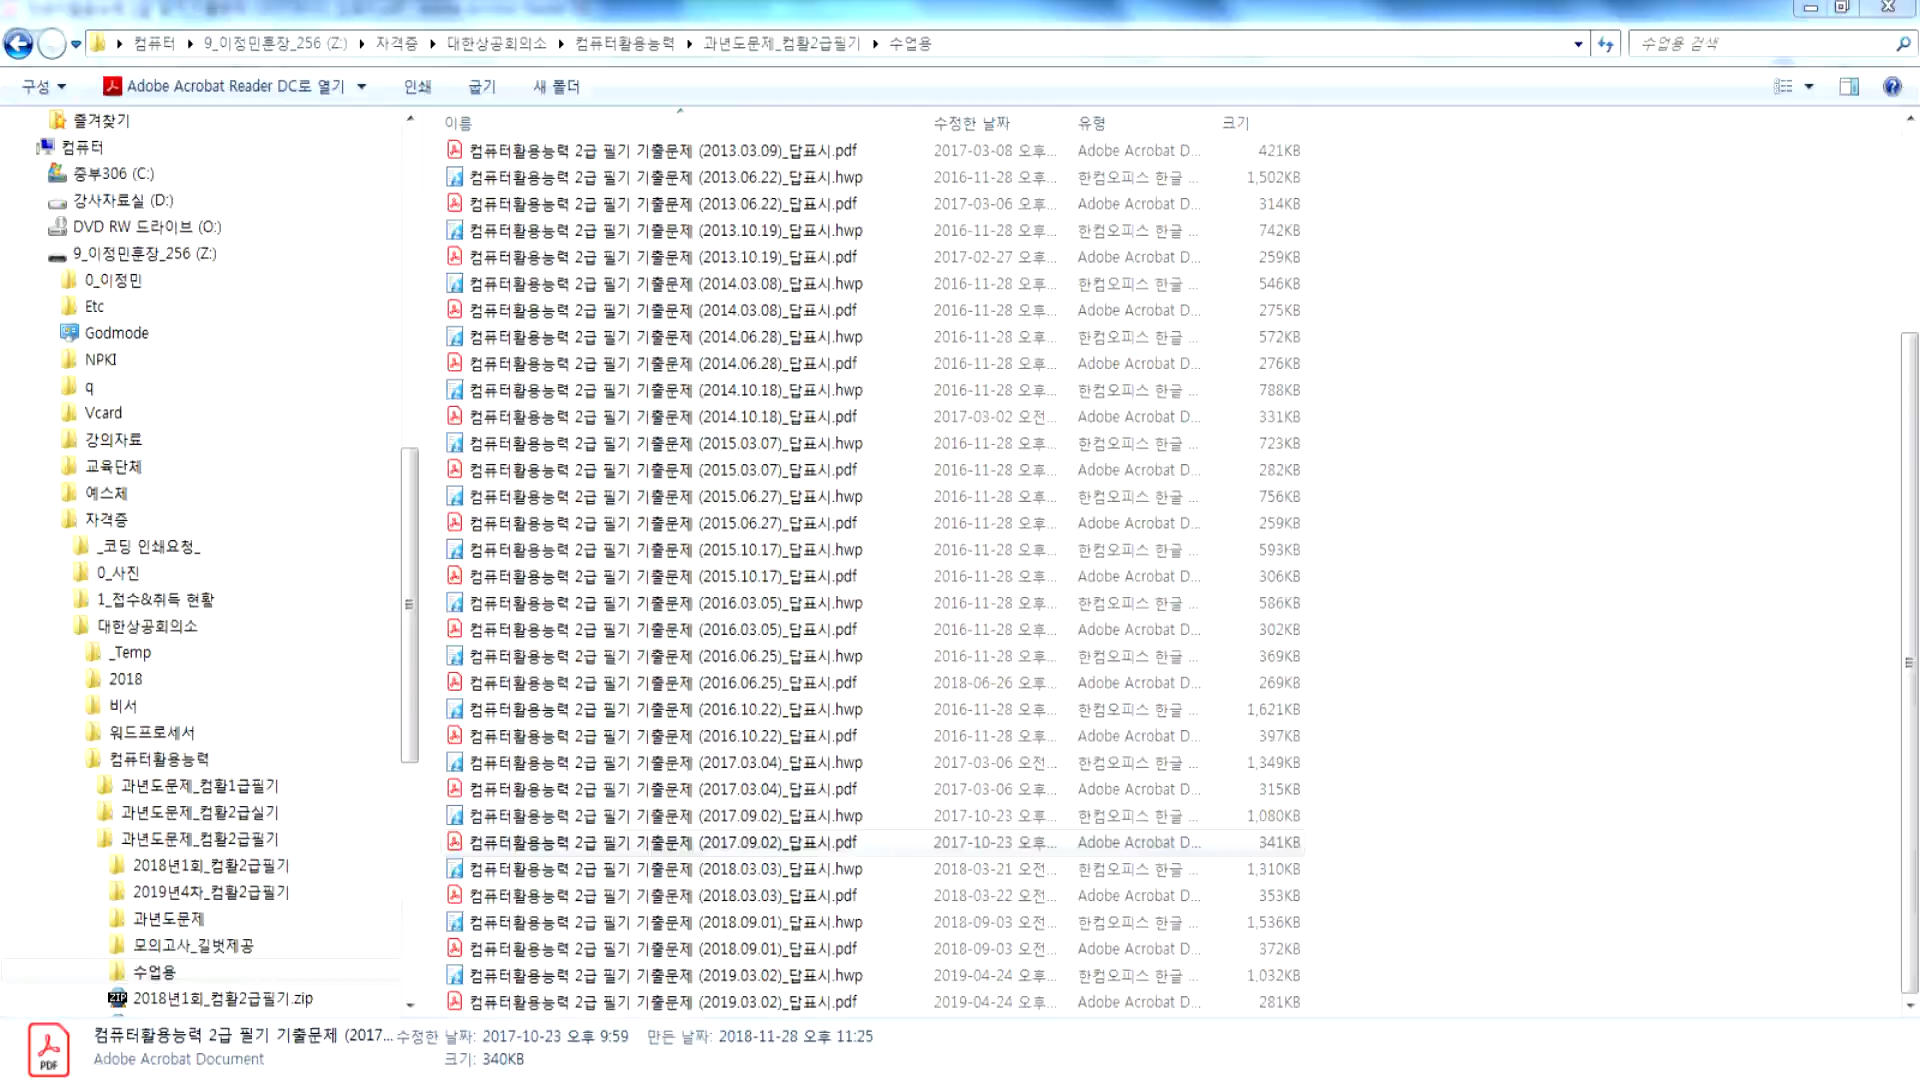 컴퓨터 ▸ 9_이정민훈장_256 (Z:) ▸ 자격증 ▸ 대한상공회의소 ▸ 컴퓨터활용능력 ▸ 과년도문제_컴활2급필기 ▸ 수업용
수업용 검색
구성 Adobe Acrobat Reader DC로 열기 인쇄 굽기 새 폴더
즐겨찾기
컴퓨터
중부306 (C:)
강사자료실 (D:)
DVD RW 드라이브 (O:)
9_이정민훈장_256 (Z:)
0_이정민
Etc
Godmode
NPKI
q
Vcard
강의자료
교육단체
예스제
자격증
_코딩 인쇄요청_
0_사진
1_접수&취득 현황
대한상공회의소
_Temp
2018
비서
워드프로세서
컴퓨터활용능력
과년도문제_컴활1급필기
과년도문제_컴활2급실기
과년도문제_컴활2급필기
2018년1회_컴활2급필기
2019년4차_컴활2급필기
과년도문제
모의고사_길벗제공
수업용
2018년1회_컴활2급필기.zip
이름 수정한 날짜 유형 크기
컴퓨터활용능력 2급 필기 기출문제 (2013.03.09)_답표시.pdf 2017-03-08 오후... Adobe Acrobat D... 421KB
컴퓨터활용능력 2급 필기 기출문제 (2013.06.22)_답표시.hwp 2016-11-28 오후... 한컴오피스 한글 ... 1,502KB
컴퓨터활용능력 2급 필기 기출문제 (2013.06.22)_답표시.pdf 2017-03-06 오후... Adobe Acrobat D... 314KB
컴퓨터활용능력 2급 필기 기출문제 (2013.10.19)_답표시.hwp 2016-11-28 오후... 한컴오피스 한글 ... 742KB
컴퓨터활용능력 2급 필기 기출문제 (2013.10.19)_답표시.pdf 2017-02-27 오후... Adobe Acrobat D... 259KB
컴퓨터활용능력 2급 필기 기출문제 (2014.03.08)_답표시.hwp 2016-11-28 오후... 한컴오피스 한글 ... 546KB
컴퓨터활용능력 2급 필기 기출문제 (2014.03.08)_답표시.pdf 2016-11-28 오후... Adobe Acrobat D... 275KB
컴퓨터활용능력 2급 필기 기출문제 (2014.06.28)_답표시.hwp 2016-11-28 오후... 한컴오피스 한글 ... 572KB
컴퓨터활용능력 2급 필기 기출문제 (2014.06.28)_답표시.pdf 2016-11-28 오후... Adobe Acrobat D... 276KB
컴퓨터활용능력 2급 필기 기출문제 (2014.10.18)_답표시.hwp 2016-11-28 오후... 한컴오피스 한글 ... 788KB
컴퓨터활용능력 2급 필기 기출문제 (2014.10.18)_답표시.pdf 2017-03-02 오전... Adobe Acrobat D... 331KB
컴퓨터활용능력 2급 필기 기출문제 (2015.03.07)_답표시.hwp 2016-11-28 오후... 한컴오피스 한글 ... 723KB
컴퓨터활용능력 2급 필기 기출문제 (2015.03.07)_답표시.pdf 2016-11-28 오후... Adobe Acrobat D... 282KB
컴퓨터활용능력 2급 필기 기출문제 (2015.06.27)_답표시.hwp 2016-11-28 오후... 한컴오피스 한글 ... 756KB
컴퓨터활용능력 2급 필기 기출문제 (2015.06.27)_답표시.pdf 2016-11-28 오후... Adobe Acrobat D... 259KB
컴퓨터활용능력 2급 필기 기출문제 (2015.10.17)_답표시.hwp 2016-11-28 오후... 한컴오피스 한글 ... 593KB
컴퓨터활용능력 2급 필기 기출문제 (2015.10.17)_답표시.pdf 2016-11-28 오후... Adobe Acrobat D... 306KB
컴퓨터활용능력 2급 필기 기출문제 (2016.03.05)_답표시.hwp 2016-11-28 오후... 한컴오피스 한글 ... 586KB
컴퓨터활용능력 2급 필기 기출문제 (2016.03.05)_답표시.pdf 2016-11-28 오후... Adobe Acrobat D... 302KB
컴퓨터활용능력 2급 필기 기출문제 (2016.06.25)_답표시.hwp 2016-11-28 오후... 한컴오피스 한글 ... 369KB
컴퓨터활용능력 2급 필기 기출문제 (2016.06.25)_답표시.pdf 2018-06-26 오후... Adobe Acrobat D... 269KB
컴퓨터활용능력 2급 필기 기출문제 (2016.10.22)_답표시.hwp 2016-11-28 오후... 한컴오피스 한글 ... 1,621KB
컴퓨터활용능력 2급 필기 기출문제 (2016.10.22)_답표시.pdf 2016-11-28 오후... Adobe Acrobat D... 397KB
컴퓨터활용능력 2급 필기 기출문제 (2017.03.04)_답표시.hwp 2017-03-06 오전... 한컴오피스 한글 ... 1,349KB
컴퓨터활용능력 2급 필기 기출문제 (2017.03.04)_답표시.pdf 2017-03-06 오후... Adobe Acrobat D... 315KB
컴퓨터활용능력 2급 필기 기출문제 (2017.09.02)_답표시.hwp 2017-10-23 오후... 한컴오피스 한글 ... 1,080KB
컴퓨터활용능력 2급 필기 기출문제 (2017.09.02)_답표시.pdf 2017-10-23 오후... Adobe Acrobat D... 341KB
컴퓨터활용능력 2급 필기 기출문제 (2018.03.03)_답표시.hwp 2018-03-21 오전... 한컴오피스 한글 ... 1,310KB
컴퓨터활용능력 2급 필기 기출문제 (2018.03.03)_답표시.pdf 2018-03-22 오전... Adobe Acrobat D... 353KB
컴퓨터활용능력 2급 필기 기출문제 (2018.09.01)_답표시.hwp 2018-09-03 오전... 한컴오피스 한글 ... 1,536KB
컴퓨터활용능력 2급 필기 기출문제 (2018.09.01)_답표시.pdf 2018-09-03 오전... Adobe Acrobat D... 372KB
컴퓨터활용능력 2급 필기 기출문제 (2019.03.02)_답표시.hwp 2019-04-24 오후... 한컴오피스 한글 ... 1,032KB
컴퓨터활용능력 2급 필기 기출문제 (2019.03.02)_답표시.pdf 2019-04-24 오후... Adobe Acrobat D... 281KB
컴퓨터활용능력 2급 필기 기출문제 (2017... 수정한 날짜: 2017-10-23 오후 9:59 만든 날짜: 2018-11-28 오후 11:25
Adobe Acrobat Document 크기: 340KB
PDF